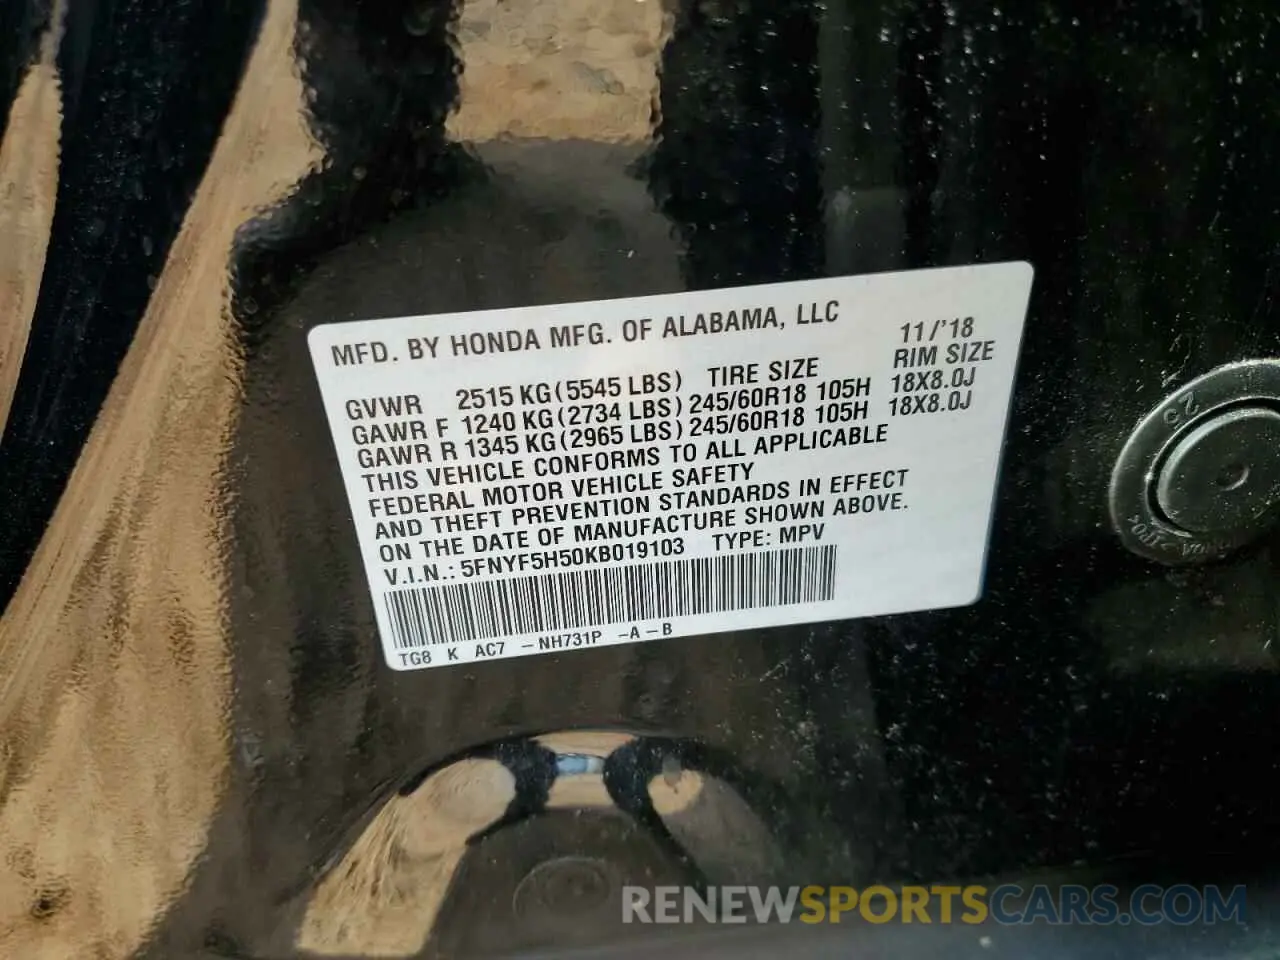 MFD. BY HONDA MFG. OF ALABAMA, LLC 11/'18
GVWR 2515 KG (5545 LBS) TIRE SIZE RIM SIZE
GAWR F 1240 KG (2734 LBS) 245/60R18 105H 18X8.0J
GAWR R 1345 KG (2965 LBS) 245/60R18 105H 18X8.0J
THIS VEHICLE CONFORMS TO ALL APPLICABLE
FEDERAL MOTOR VEHICLE SAFETY
AND THEFT PREVENTION STANDARDS IN EFFECT
ON THE DATE OF MANUFACTURE SHOWN ABOVE.
V.I.N.: 5FNYF5H50KB019103 TYPE: MPV
TG8 K AC7 -NH731P -A-B
25
RENEWSPORTSCARS.COM